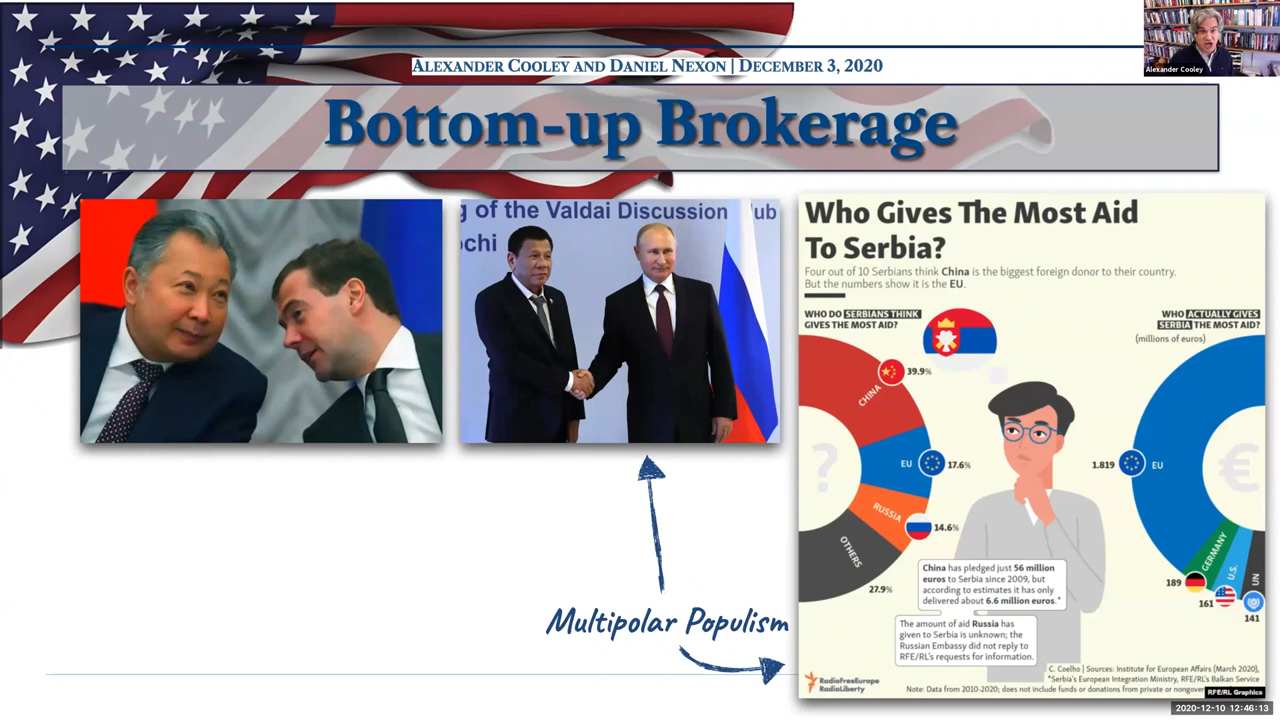 Alexander Cooley
ALEXANDER COOLEY AND DANIEL NEXON | DECEMBER 3, 2020
Bottom-up Brokerage
g of the Valdai Discussion
lub
ochi
Who Gives The Most Aid
To Serbia?
Four out of 10 Serbians think China is the biggest foreign donor to their country.
But the numbers show it is the EU.
WHO DO SERBIANS THINK
GIVES THE MOST AID?
WHO ACTUALLY GIVES
SERBIA THE MOST AID?
(millions of euros)
CHINA
39.9%
EU
17.6%
RUSSIA
14.6%
OTHERS
27.9%
?
€
1.819
EU
GERMANY
189
U.S.
161
UN
141
China has pledged just 56 million
euros to Serbia since 2009, but
according to estimates it has only
delivered about 6.6 million euros.*
The amount of aid Russia has
given to Serbia is unknown; the
Russian Embassy did not reply to
RFE/RL's requests for information.
Multipolar Populism
C. Coelho | Sources: Institute for European Affairs (March 2020),
*Serbia's European Integration Ministry, RFE/RL's Balkan Service
Note: Data from 2010-2020; does not include funds or donations from private or nongover
RadioFreeEurope
RadioLiberty
RFE/RL Graphics
2020-12-10 12:46:13